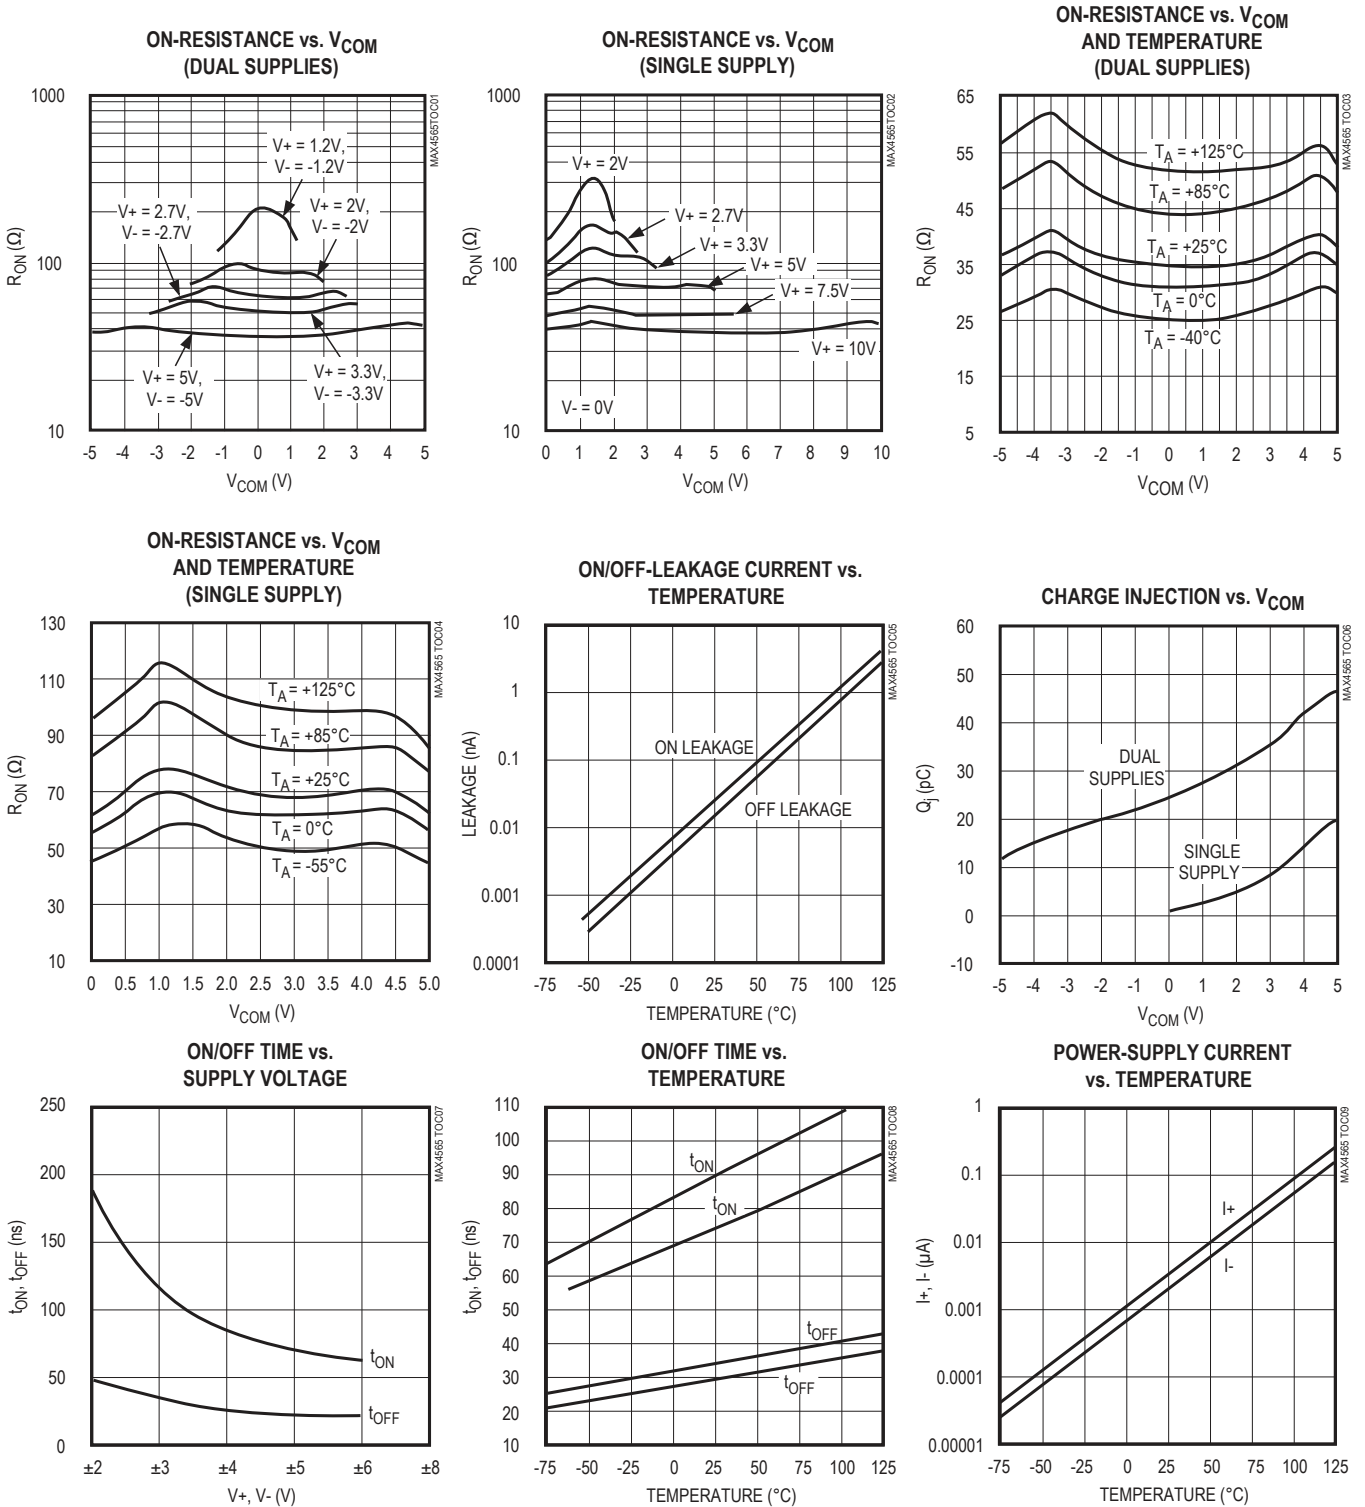 ON-RESISTANCE vs. VCOM
(DUAL SUPPLIES)
1000
100
10
RON (Ω)
V+ = 1.2V,
V- = -1.2V
V+ = 2.7V,
V- = -2.7V
V+ = 2V,
V- = -2V
V+ = 5V,
V- = -5V
V+ = 3.3V,
V- = -3.3V
-5 -4 -3 -2 -1 0 1 2 3 4 5
VCOM (V)
MAX4565TOC01
ON-RESISTANCE vs. VCOM
(SINGLE SUPPLY)
1000
100
10
RON (Ω)
V+ = 2V
V+ = 2.7V
V+ = 3.3V
V+ = 5V
V+ = 7.5V
V+ = 10V
V- = 0V
0 1 2 3 4 5 6 7 8 9 10
VCOM (V)
MAX4565TOC02
ON-RESISTANCE vs. VCOM
AND TEMPERATURE
(DUAL SUPPLIES)
65
55
45
35
25
15
5
RON (Ω)
TA = +125°C
TA = +85°C
TA = +25°C
TA = 0°C
TA = -40°C
-5 -4 -3 -2 -1 0 1 2 3 4 5
VCOM (V)
MAX4565 TOC03
ON-RESISTANCE vs. VCOM
AND TEMPERATURE
(SINGLE SUPPLY)
130
110
90
70
50
30
10
RON (Ω)
TA = +125°C
TA = +85°C
TA = +25°C
TA = 0°C
TA = -55°C
0 0.5 1.0 1.5 2.0 2.5 3.0 3.5 4.0 4.5 5.0
VCOM (V)
MAX4565 TOC04
ON/OFF-LEAKAGE CURRENT vs.
TEMPERATURE
10
1
0.1
0.01
0.001
0.0001
LEAKAGE (nA)
ON LEAKAGE
OFF LEAKAGE
-75 -50 -25 0 25 50 75 100 125
TEMPERATURE (°C)
MAX4565 TOC05
CHARGE INJECTION vs. VCOM
60
50
40
30
20
10
0
-10
Qj (pC)
DUAL
SUPPLIES
SINGLE
SUPPLY
-5 -4 -3 -2 -1 0 1 2 3 4 5
VCOM (V)
MAX4565 TOC06
ON/OFF TIME vs.
SUPPLY VOLTAGE
250
200
150
100
50
0
tON, tOFF (ns)
tON
tOFF
±2 ±3 ±4 ±5 ±6 ±8
V+, V- (V)
MAX4565 TOC07
ON/OFF TIME vs.
TEMPERATURE
110
100
90
80
70
60
50
40
30
20
10
tON, tOFF (ns)
tON
tON
tOFF
tOFF
-75 -50 -25 0 25 50 75 100 125
TEMPERATURE (°C)
MAX4565 TOC08
POWER-SUPPLY CURRENT
vs. TEMPERATURE
1
0.1
0.01
0.001
0.0001
0.00001
I+, I- (µA)
I+
I-
-75 -50 -25 0 25 50 75 100 125
TEMPERATURE (°C)
MAX4565 TOC09